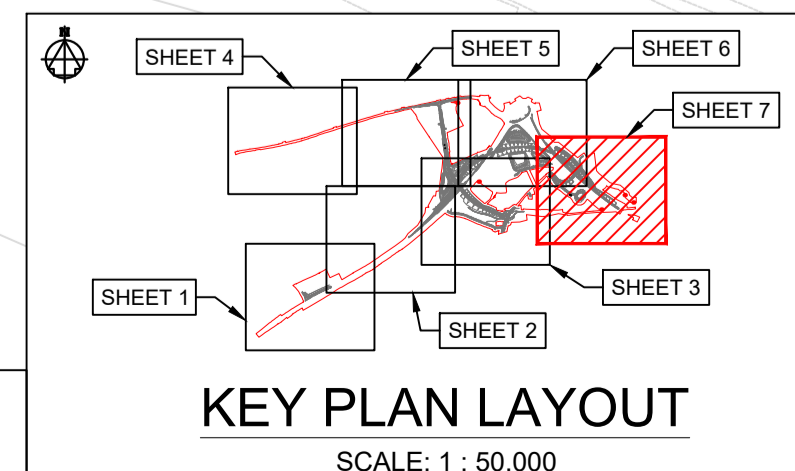 N
SHEET 5
SHEET 6
SHEET 4
SHEET 7
SHEET 1
SHEET 3
SHEET 2
KEY PLAN LAYOUT
SCALE: 1 : 50,000